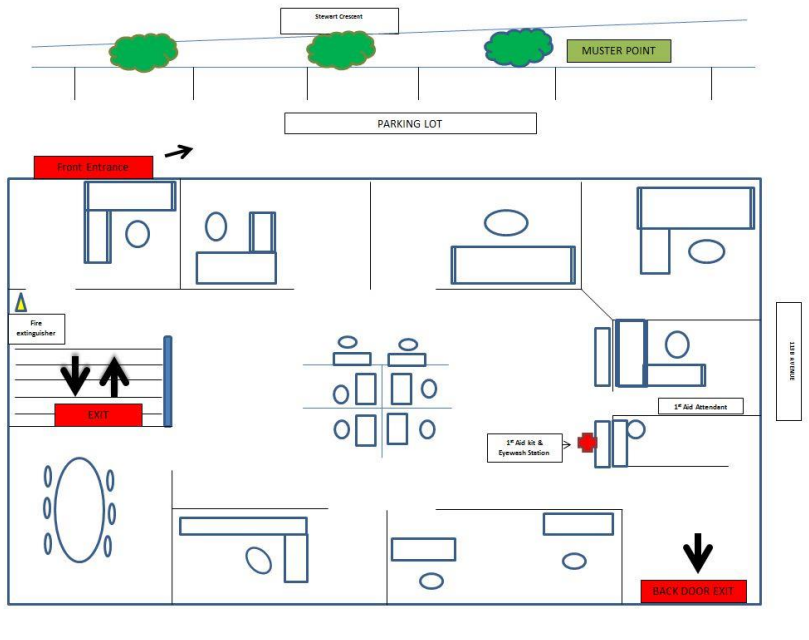 Stewart Crescent
MUSTER POINT
PARKING LOT
Front Entrance
Fire
extinguisher
EXIT
1st Aid kit &
Eyewash Station
1st Aid Attendant
BACK DOOR EXIT